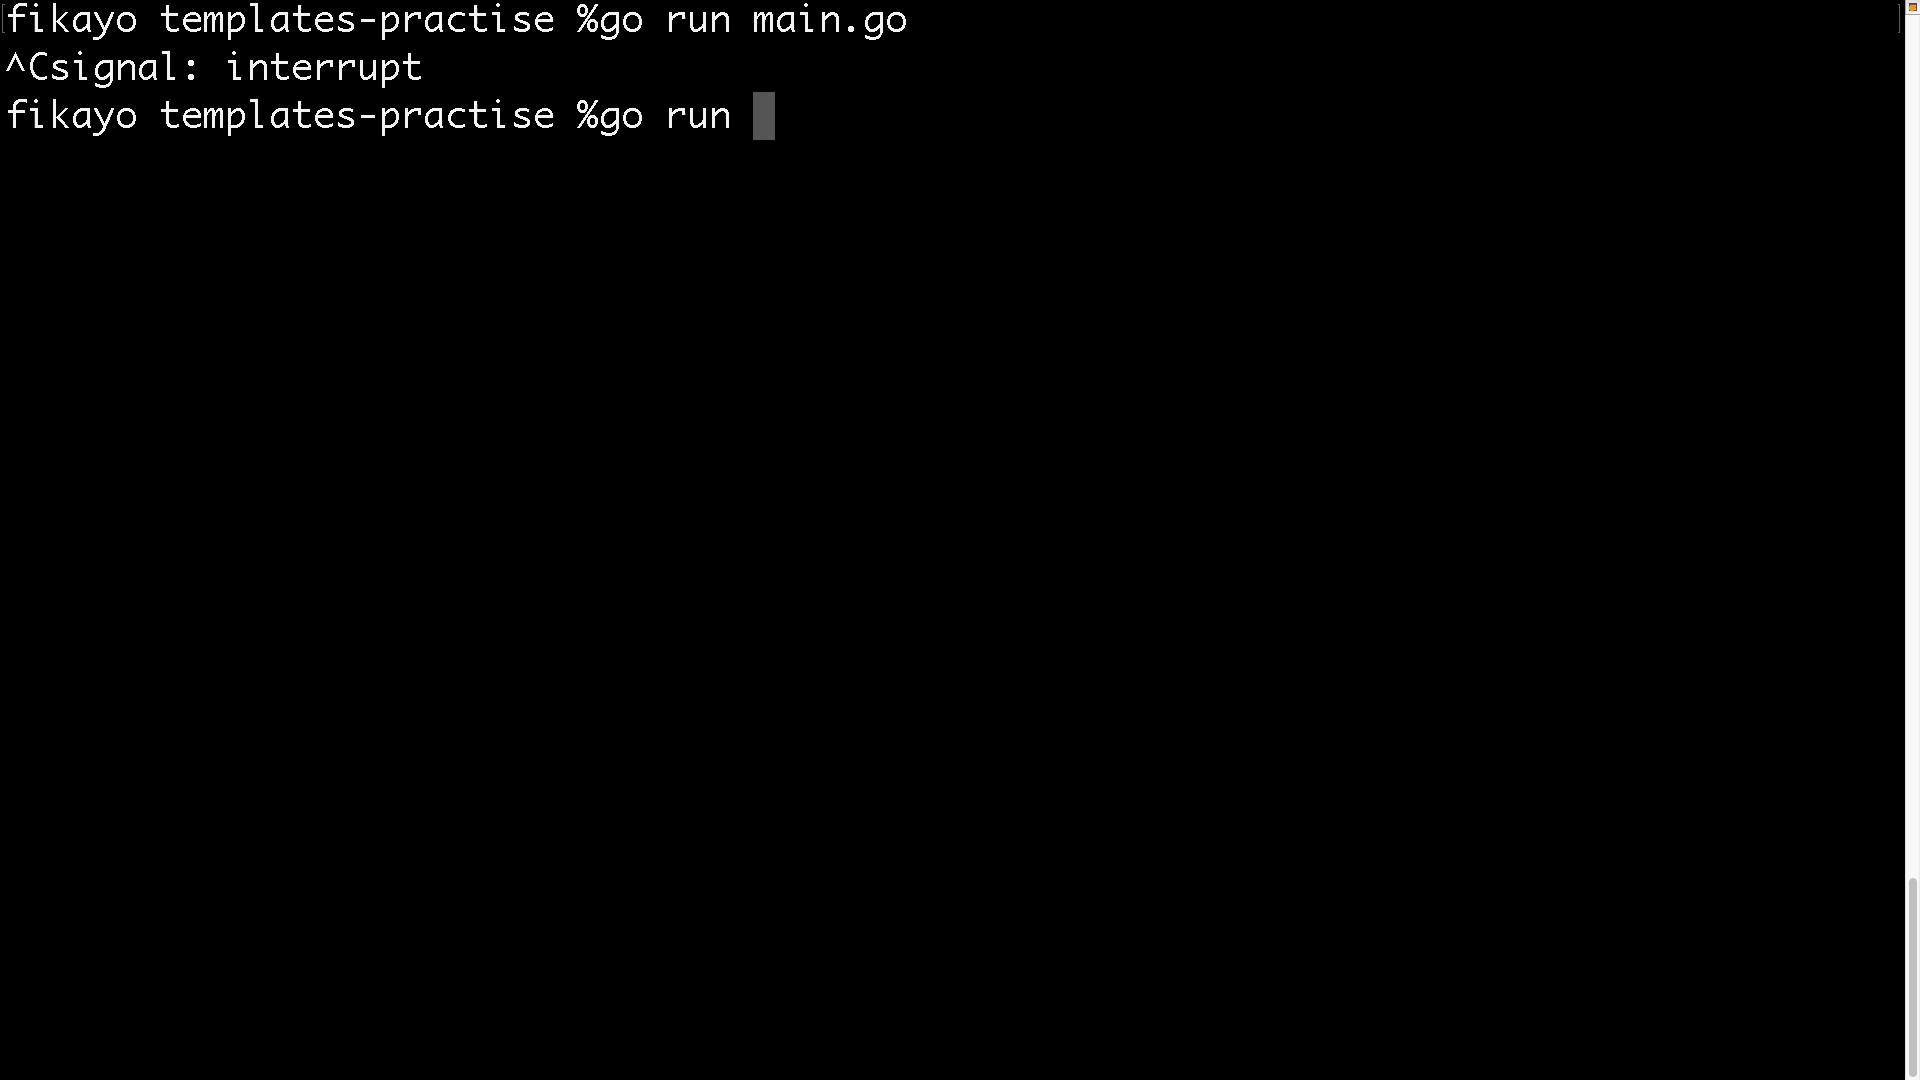 fikayo templates-practise %go run main.go
^Csignal: interrupt
fikayo templates-practise %go run